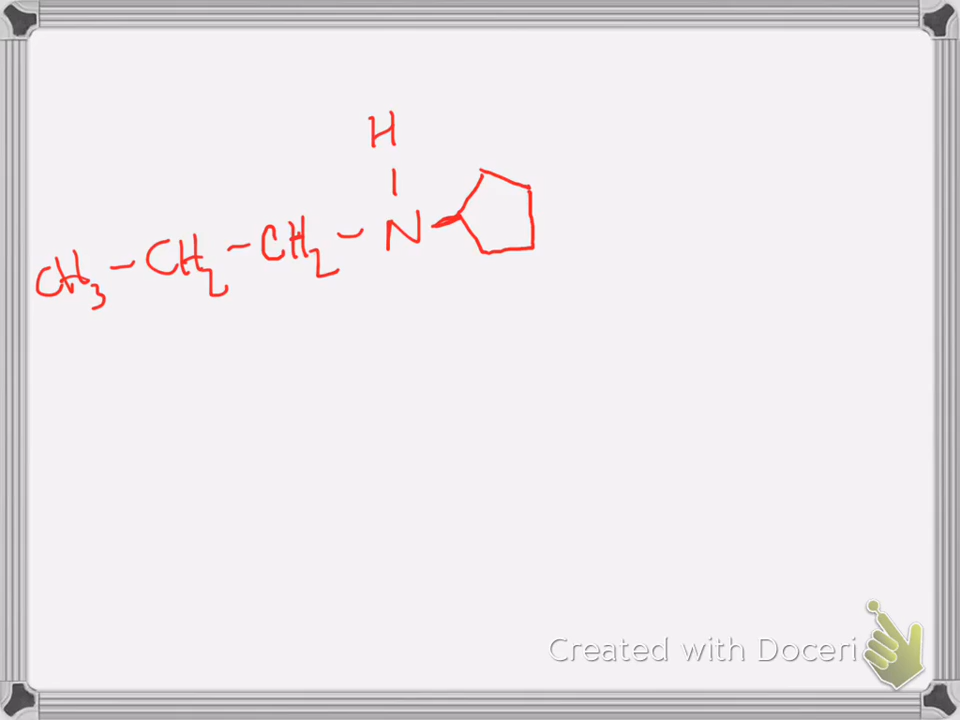 H
CH₃ – CH₂ – CH₂ – N
Created with Doceri